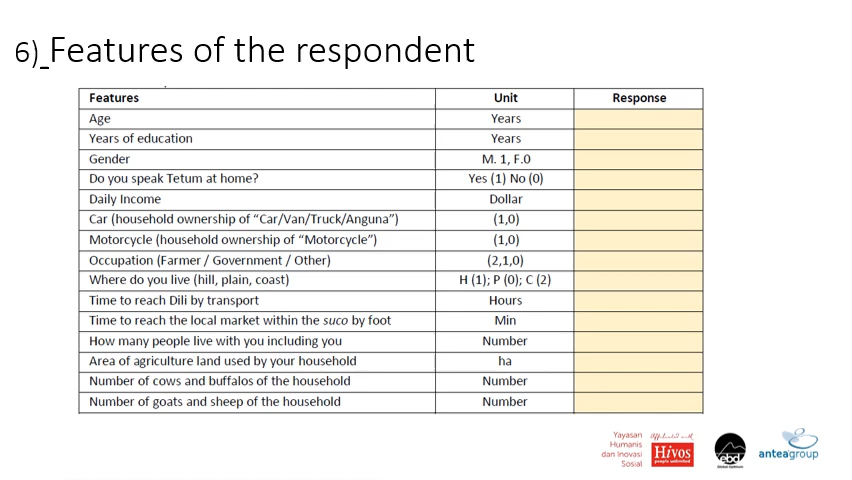 6) Features of the respondent
Features Unit Response
Age Years
Years of education Years
Gender M. 1, F.0
Do you speak Tetum at home? Yes (1) No (0)
Daily Income Dollar
Car (household ownership of “Car/Van/Truck/Anguna”) (1,0)
Motorcycle (household ownership of “Motorcycle”) (1,0)
Occupation (Farmer / Government / Other) (2,1,0)
Where do you live (hill, plain, coast) H (1); P (0); C (2)
Time to reach Dili by transport Hours
Time to reach the local market within the suco by foot Min
How many people live with you including you Number
Area of agriculture land used by your household ha
Number of cows and buffalos of the household Number
Number of goats and sheep of the household Number
Yayasan
Humanis
dan Inovasi
Sosial
Hivos
people unlimited
ebd
Global Optimum
anteagroup